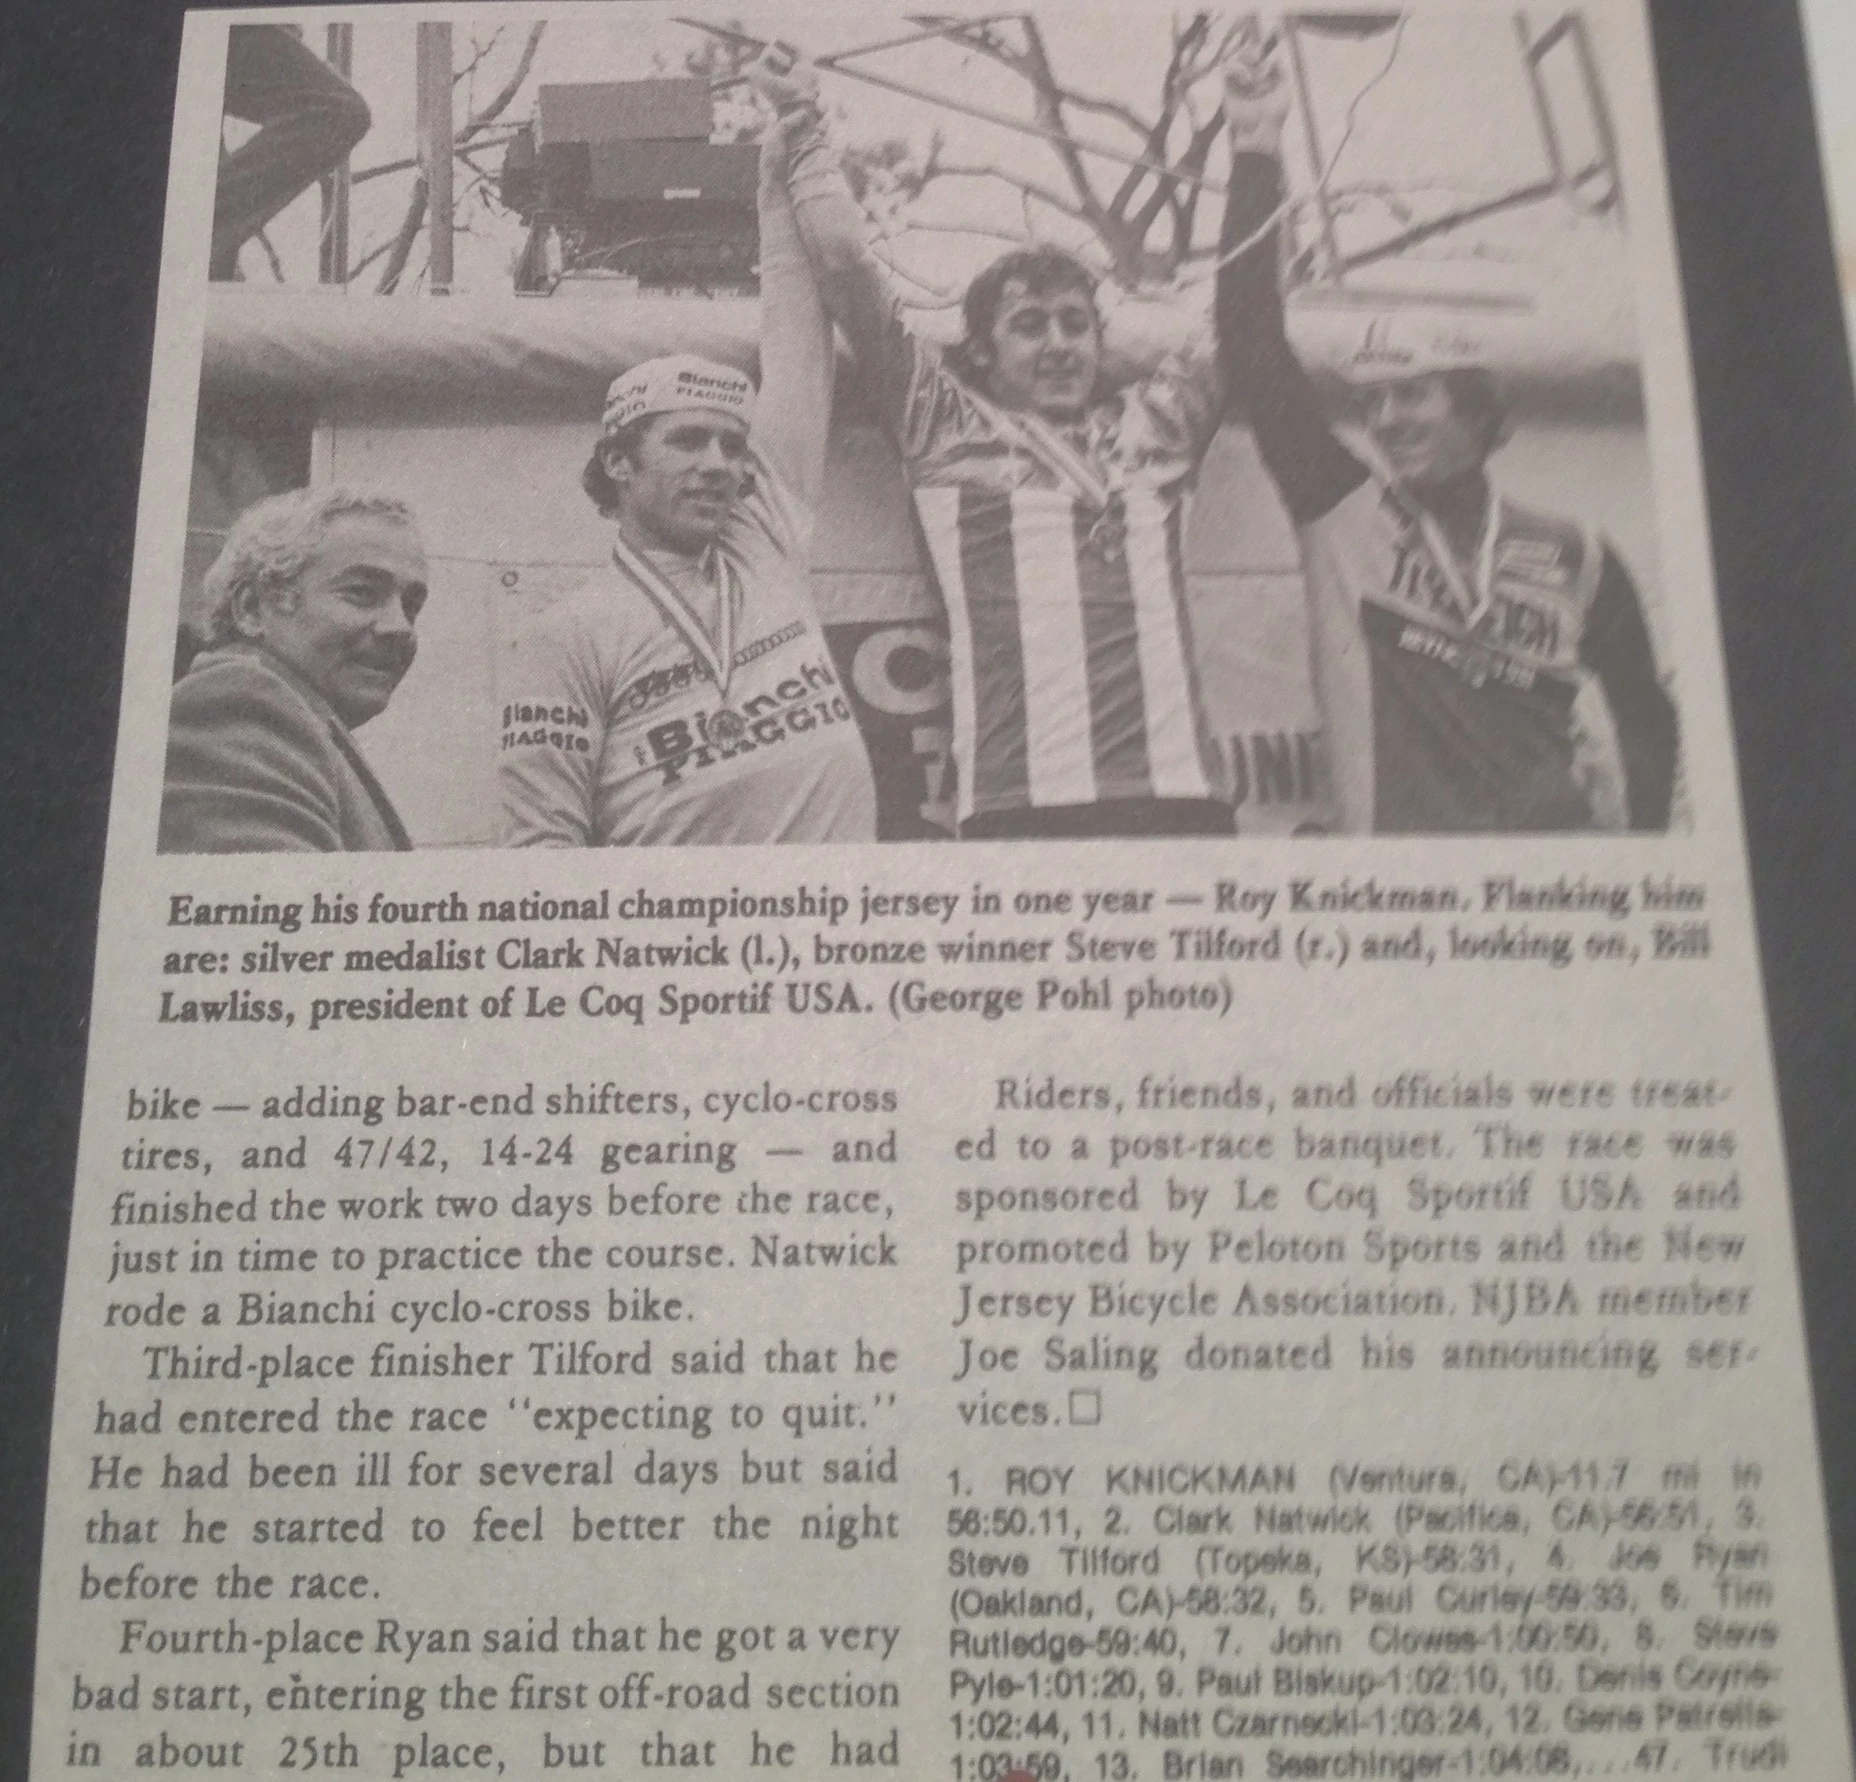 Bianchi
PIAGGIO
Bianchi
PIAGGIO
Bianchi
PIAGGIO
C
UNI
Earning his fourth national championship jersey in one year — Roy Knickman. Flanking him
are: silver medalist Clark Natwick (l.), bronze winner Steve Tilford (r.) and, looking on, Bill
Lawliss, president of Le Coq Sportif USA. (George Pohl photo)
bike — adding bar-end shifters, cyclo-cross
tires, and 47/42, 14-24 gearing — and
finished the work two days before the race,
just in time to practice the course. Natwick
rode a Bianchi cyclo-cross bike.
Third-place finisher Tilford said that he
had entered the race "expecting to quit."
He had been ill for several days but said
that he started to feel better the night
before the race.
Fourth-place Ryan said that he got a very
bad start, entering the first off-road section
in about 25th place, but that he had
Riders, friends, and officials were treat-
ed to a post-race banquet. The race was
sponsored by Le Coq Sportif USA and
promoted by Peloton Sports and the New
Jersey Bicycle Association. NJBA member
Joe Saling donated his announcing ser-
vices.□
1. ROY KNICKMAN (Ventura, CA)-11.7 mi in
56:50.11, 2. Clark Natwick (Pacifica, CA)-56:51, 3.
Steve Tilford (Topeka, KS)-58:31, 4. Joe Ryan
(Oakland, CA)-58:32, 5. Paul Curley-59:33, 6. Tim
Rutledge-59:40, 7. John Clowes-1:00:50, 8. Steve
Pyle-1:01:20, 9. Paul Biskup-1:02:10, 10. Denis Coyne-
1:02:44, 11. Natt Czarnecki-1:03:24, 12. Gene Patrella-
1:03:59, 13. Brian Searchinger-1:04:08,...47. Trudi